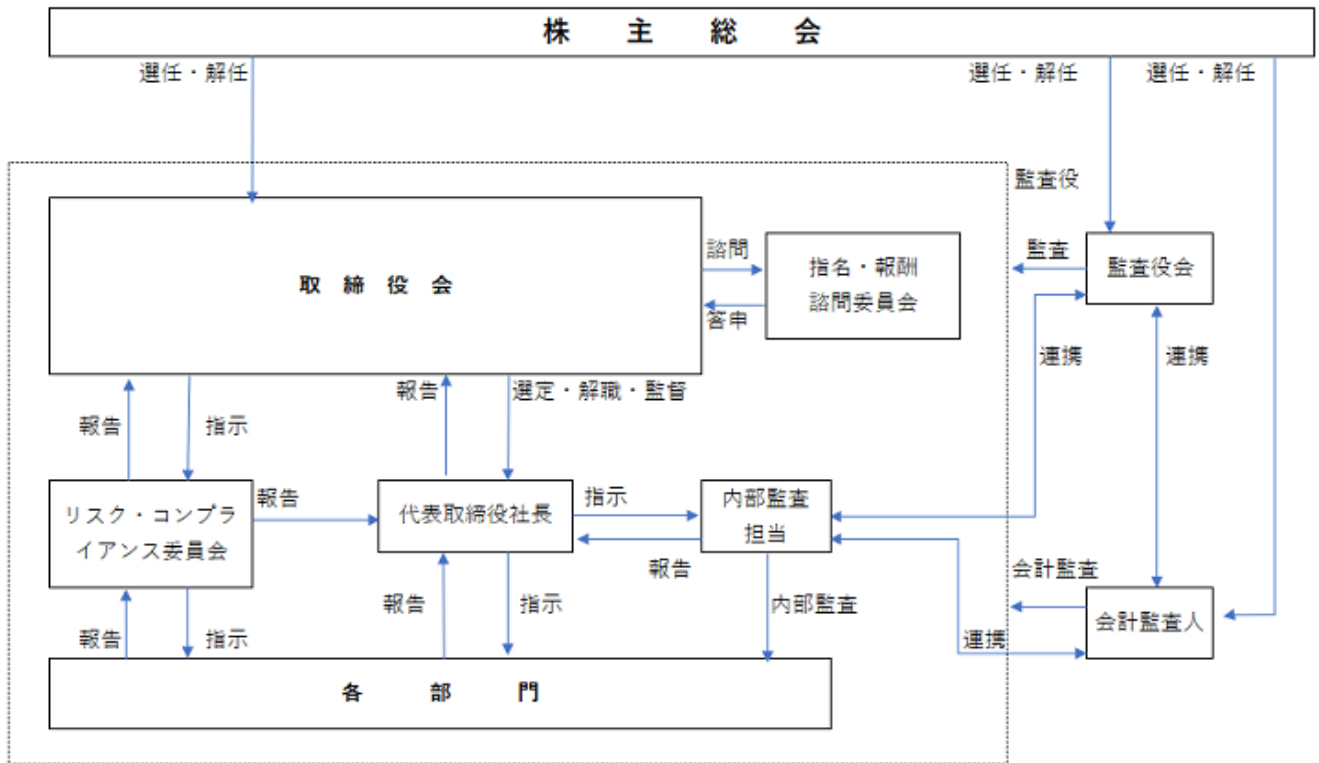 株主総会
選任・解任
選任・解任
選任・解任
監査役
取締役会
諮問
答申
指名・報酬
諮問委員会
監査
監査役会
連携
連携
報告
指示
報告
選定・解職・監督
リスク・コンプラ
イアンス委員会
報告
代表取締役社長
指示
報告
内部監査
担当
会計監査
会計監査人
連携
報告
指示
報告
指示
内部監査
各部門